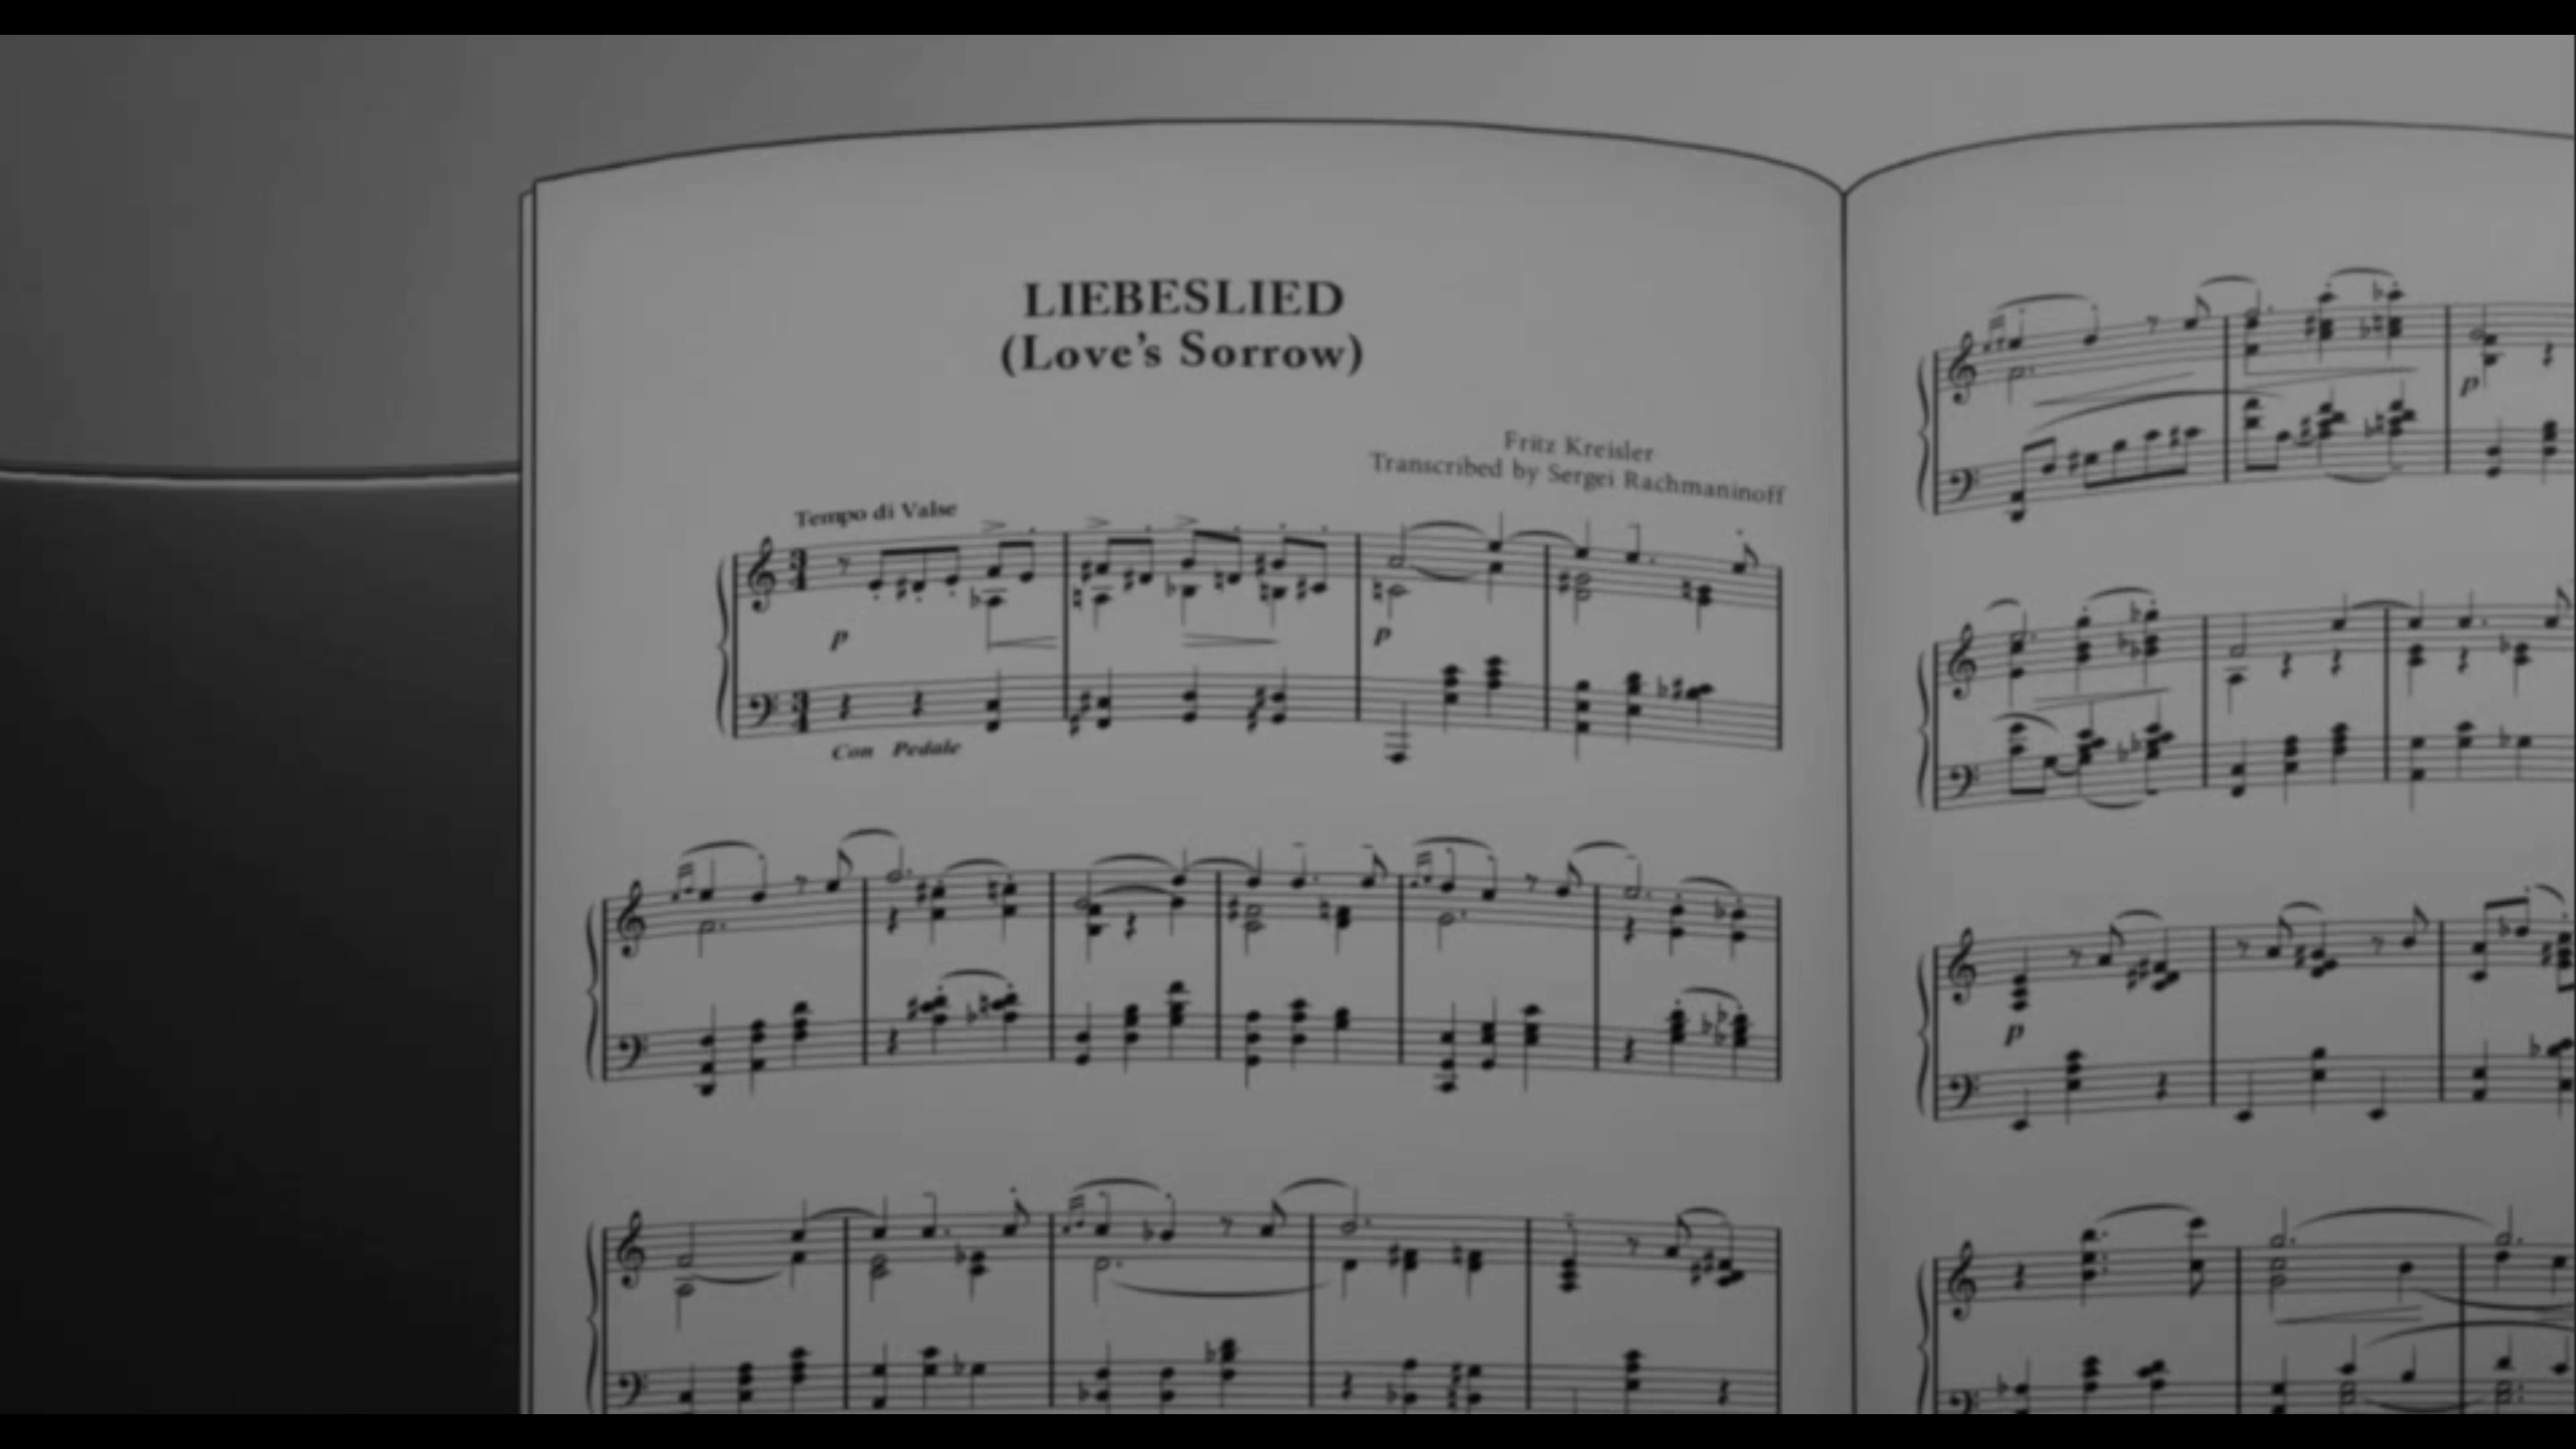 LIEBESLIED
(Love's Sorrow)
Fritz Kreisler
Transcribed by Sergei Rachmaninoff
Tempo di Valse
p
p
Con Pedale
p
p